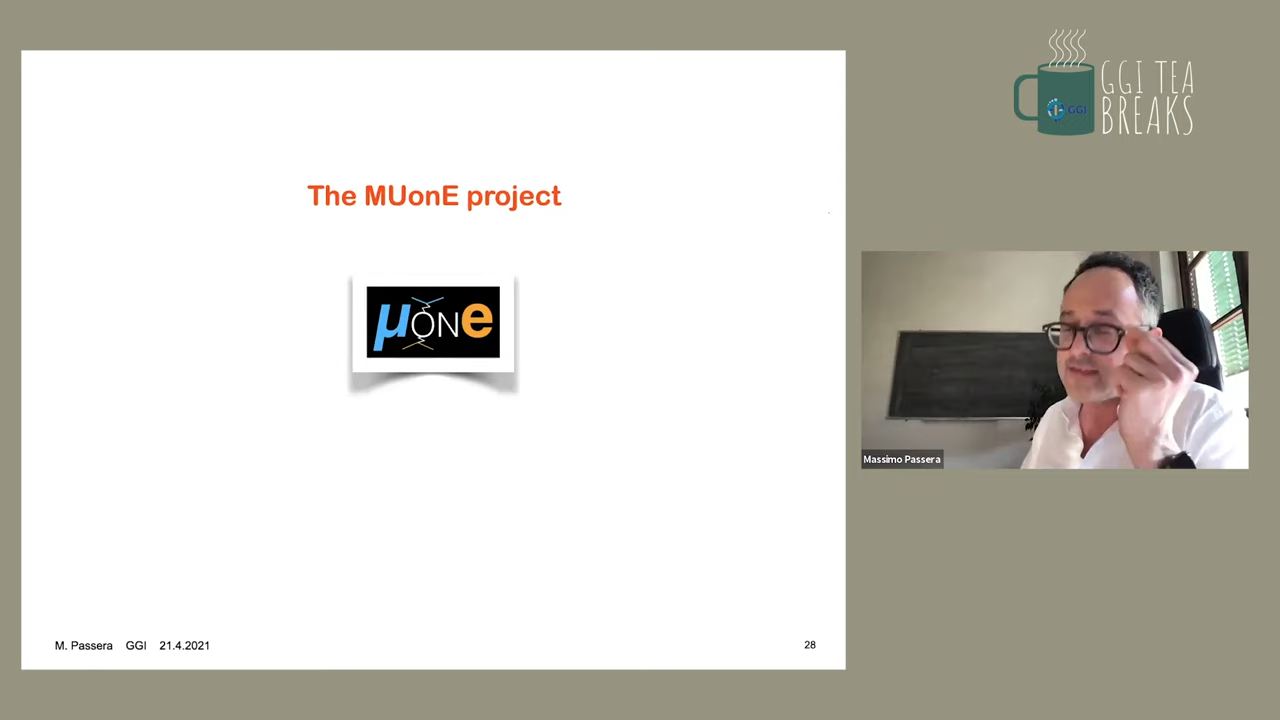 The MUonE project
μONe
M. Passera GGI 21.4.2021
28
GGI TEA
BREAKS
GGI
Massimo Passera